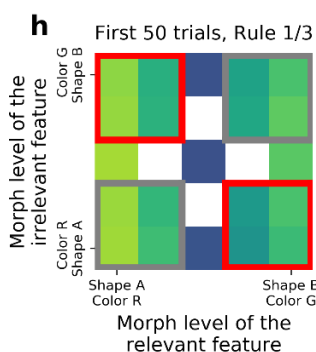 h
First 50 trials, Rule 1/3
Morph level of the
irrelevant feature
Color G
Shape B
Color R
Shape A
Shape A
Color R
Shape B
Color G
Morph level of the
relevant feature